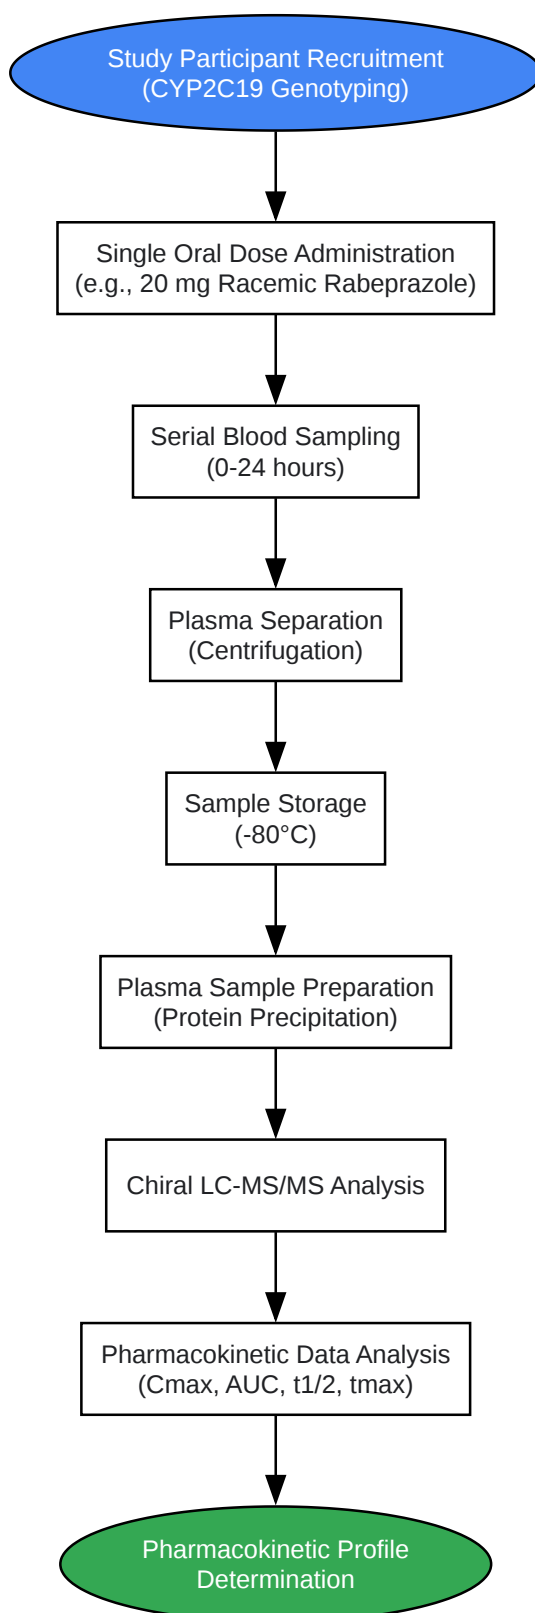 Study Participant Recruitment
(CYP2C19 Genotyping)
Single Oral Dose Administration
(e.g., 20 mg Racemic Rabeprazole)
Serial Blood Sampling
(0-24 hours)
Plasma Separation
(Centrifugation)
Sample Storage
(-80°C)
Plasma Sample Preparation
(Protein Precipitation)
Chiral LC-MS/MS Analysis
Pharmacokinetic Data Analysis
(Cmax, AUC, t1/2, tmax)
Pharmacokinetic Profile
Determination